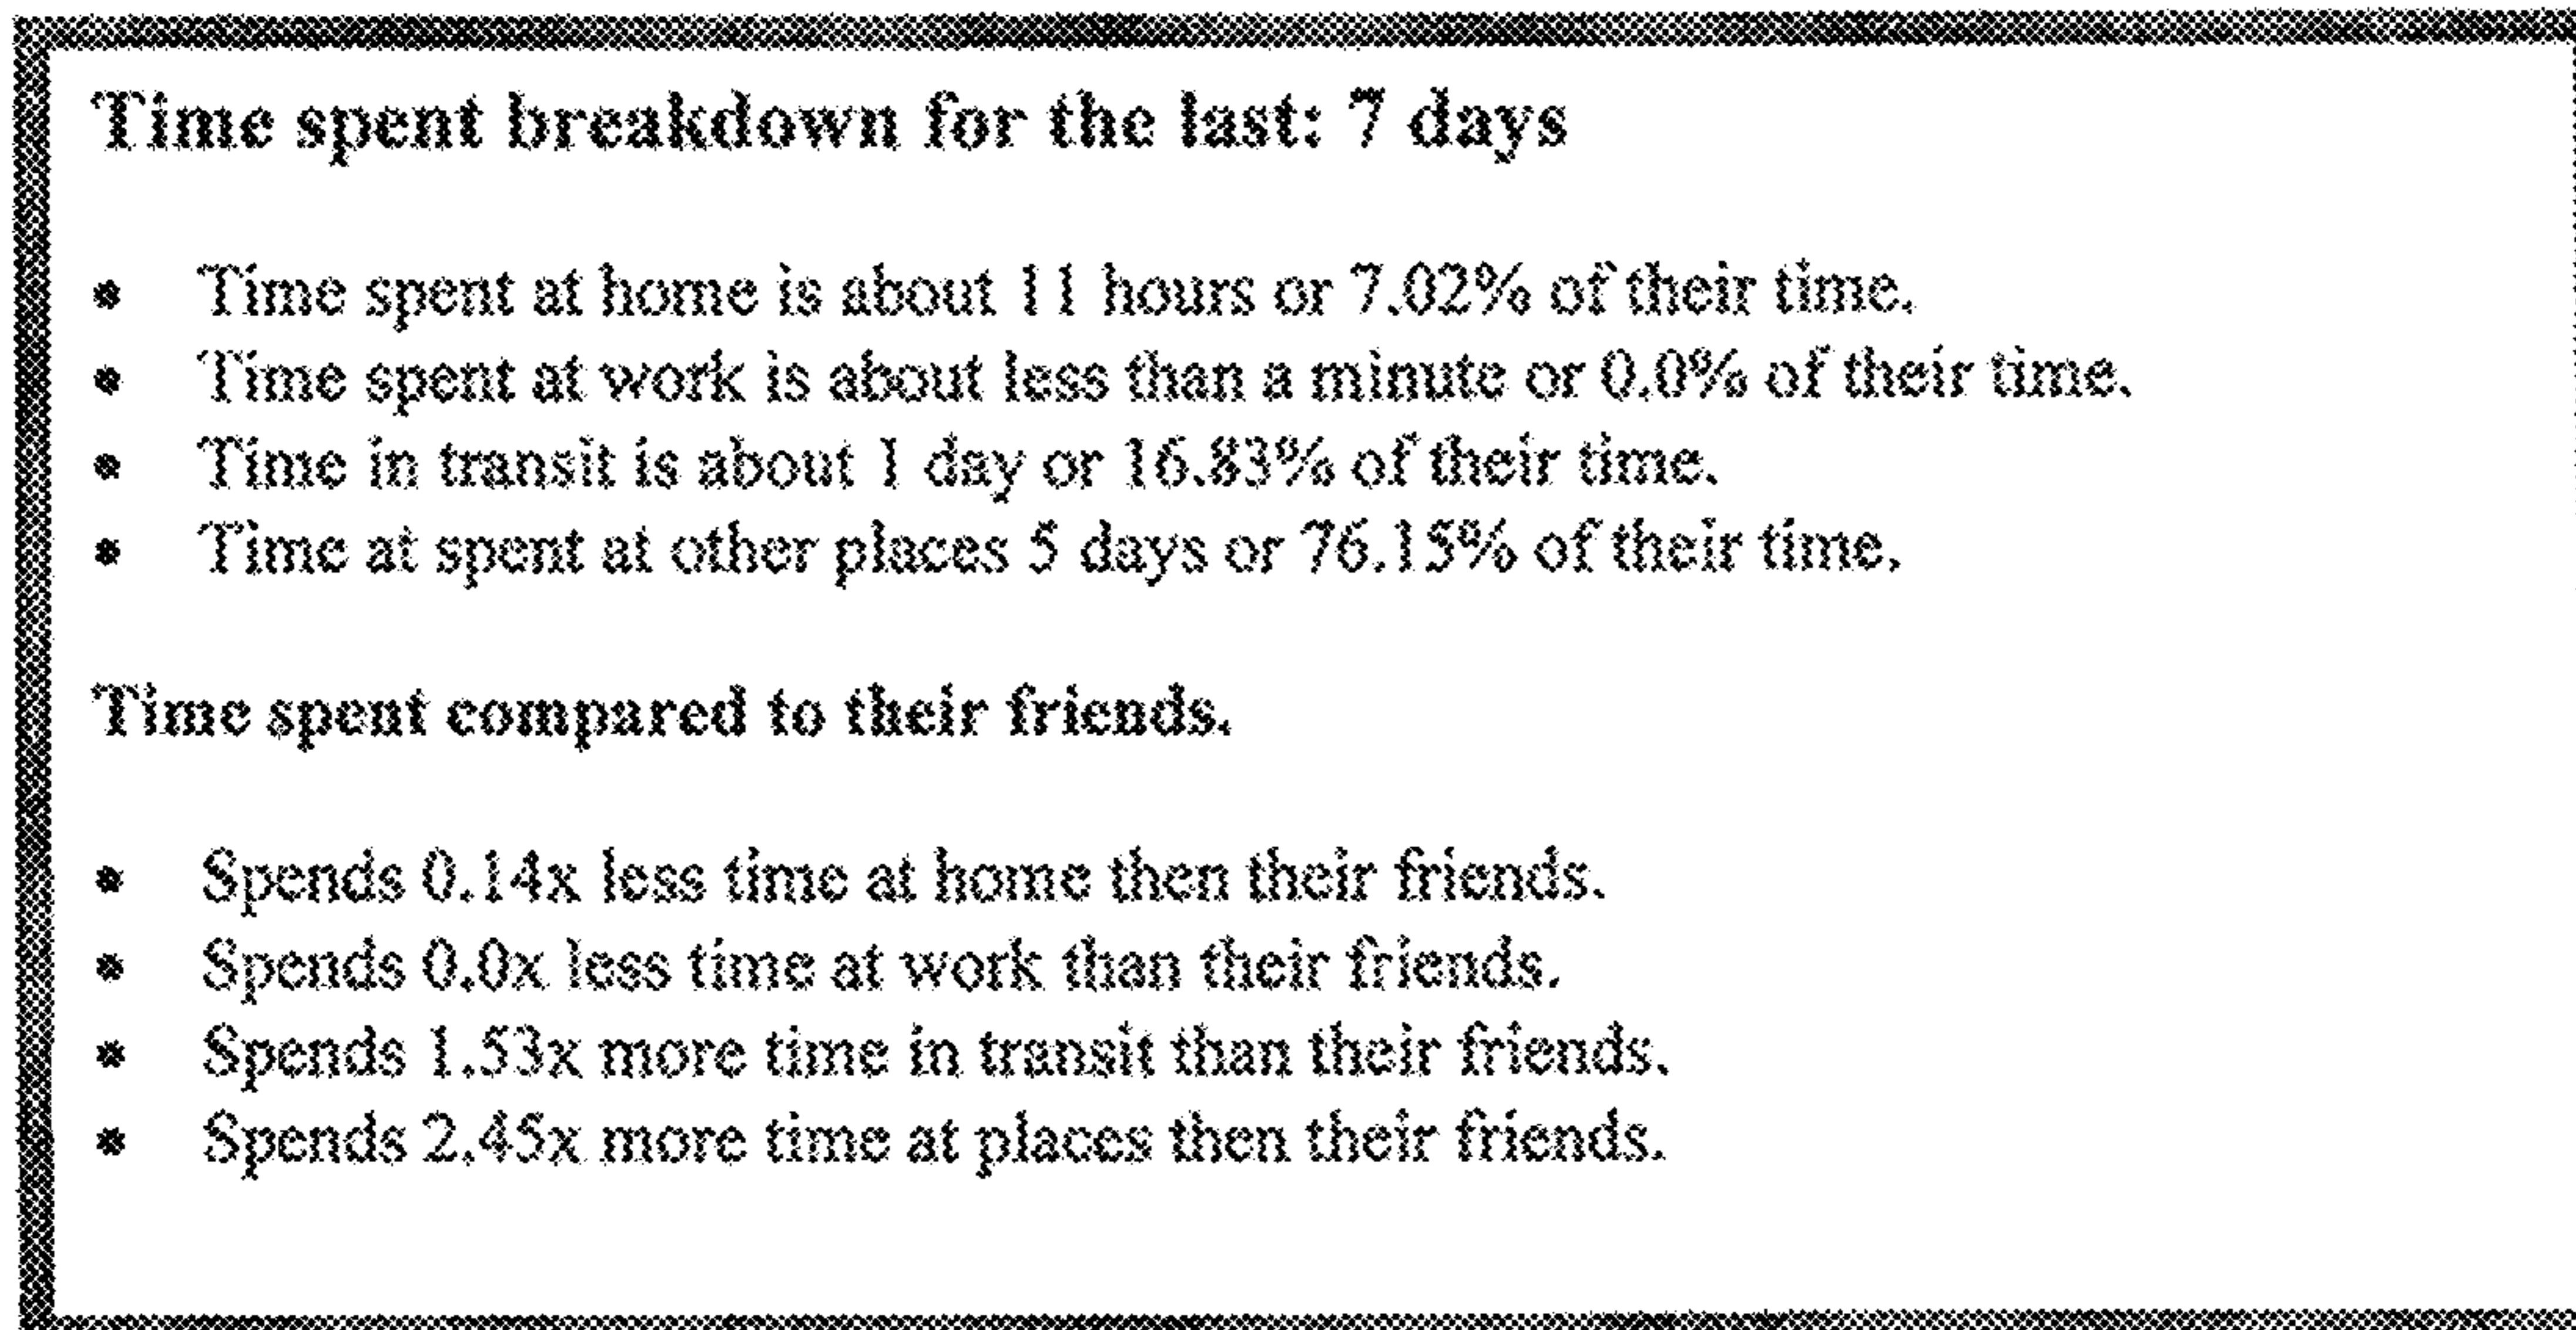 Time spent breakdown for the last: 7 days
• Time spent at home is about 11 hours or 7.02% of their time.
• Time spent at work is about less than a minute or 0.0% of their time.
• Time in transit is about 1 day or 16.83% of their time.
• Time at spent at other places 5 days or 76.15% of their time.
Time spent compared to their friends.
• Spends 0.14x less time at home then their friends.
• Spends 0.0x less time at work than their friends.
• Spends 1.53x more time in transit than their friends.
• Spends 2.45x more time at places then their friends.